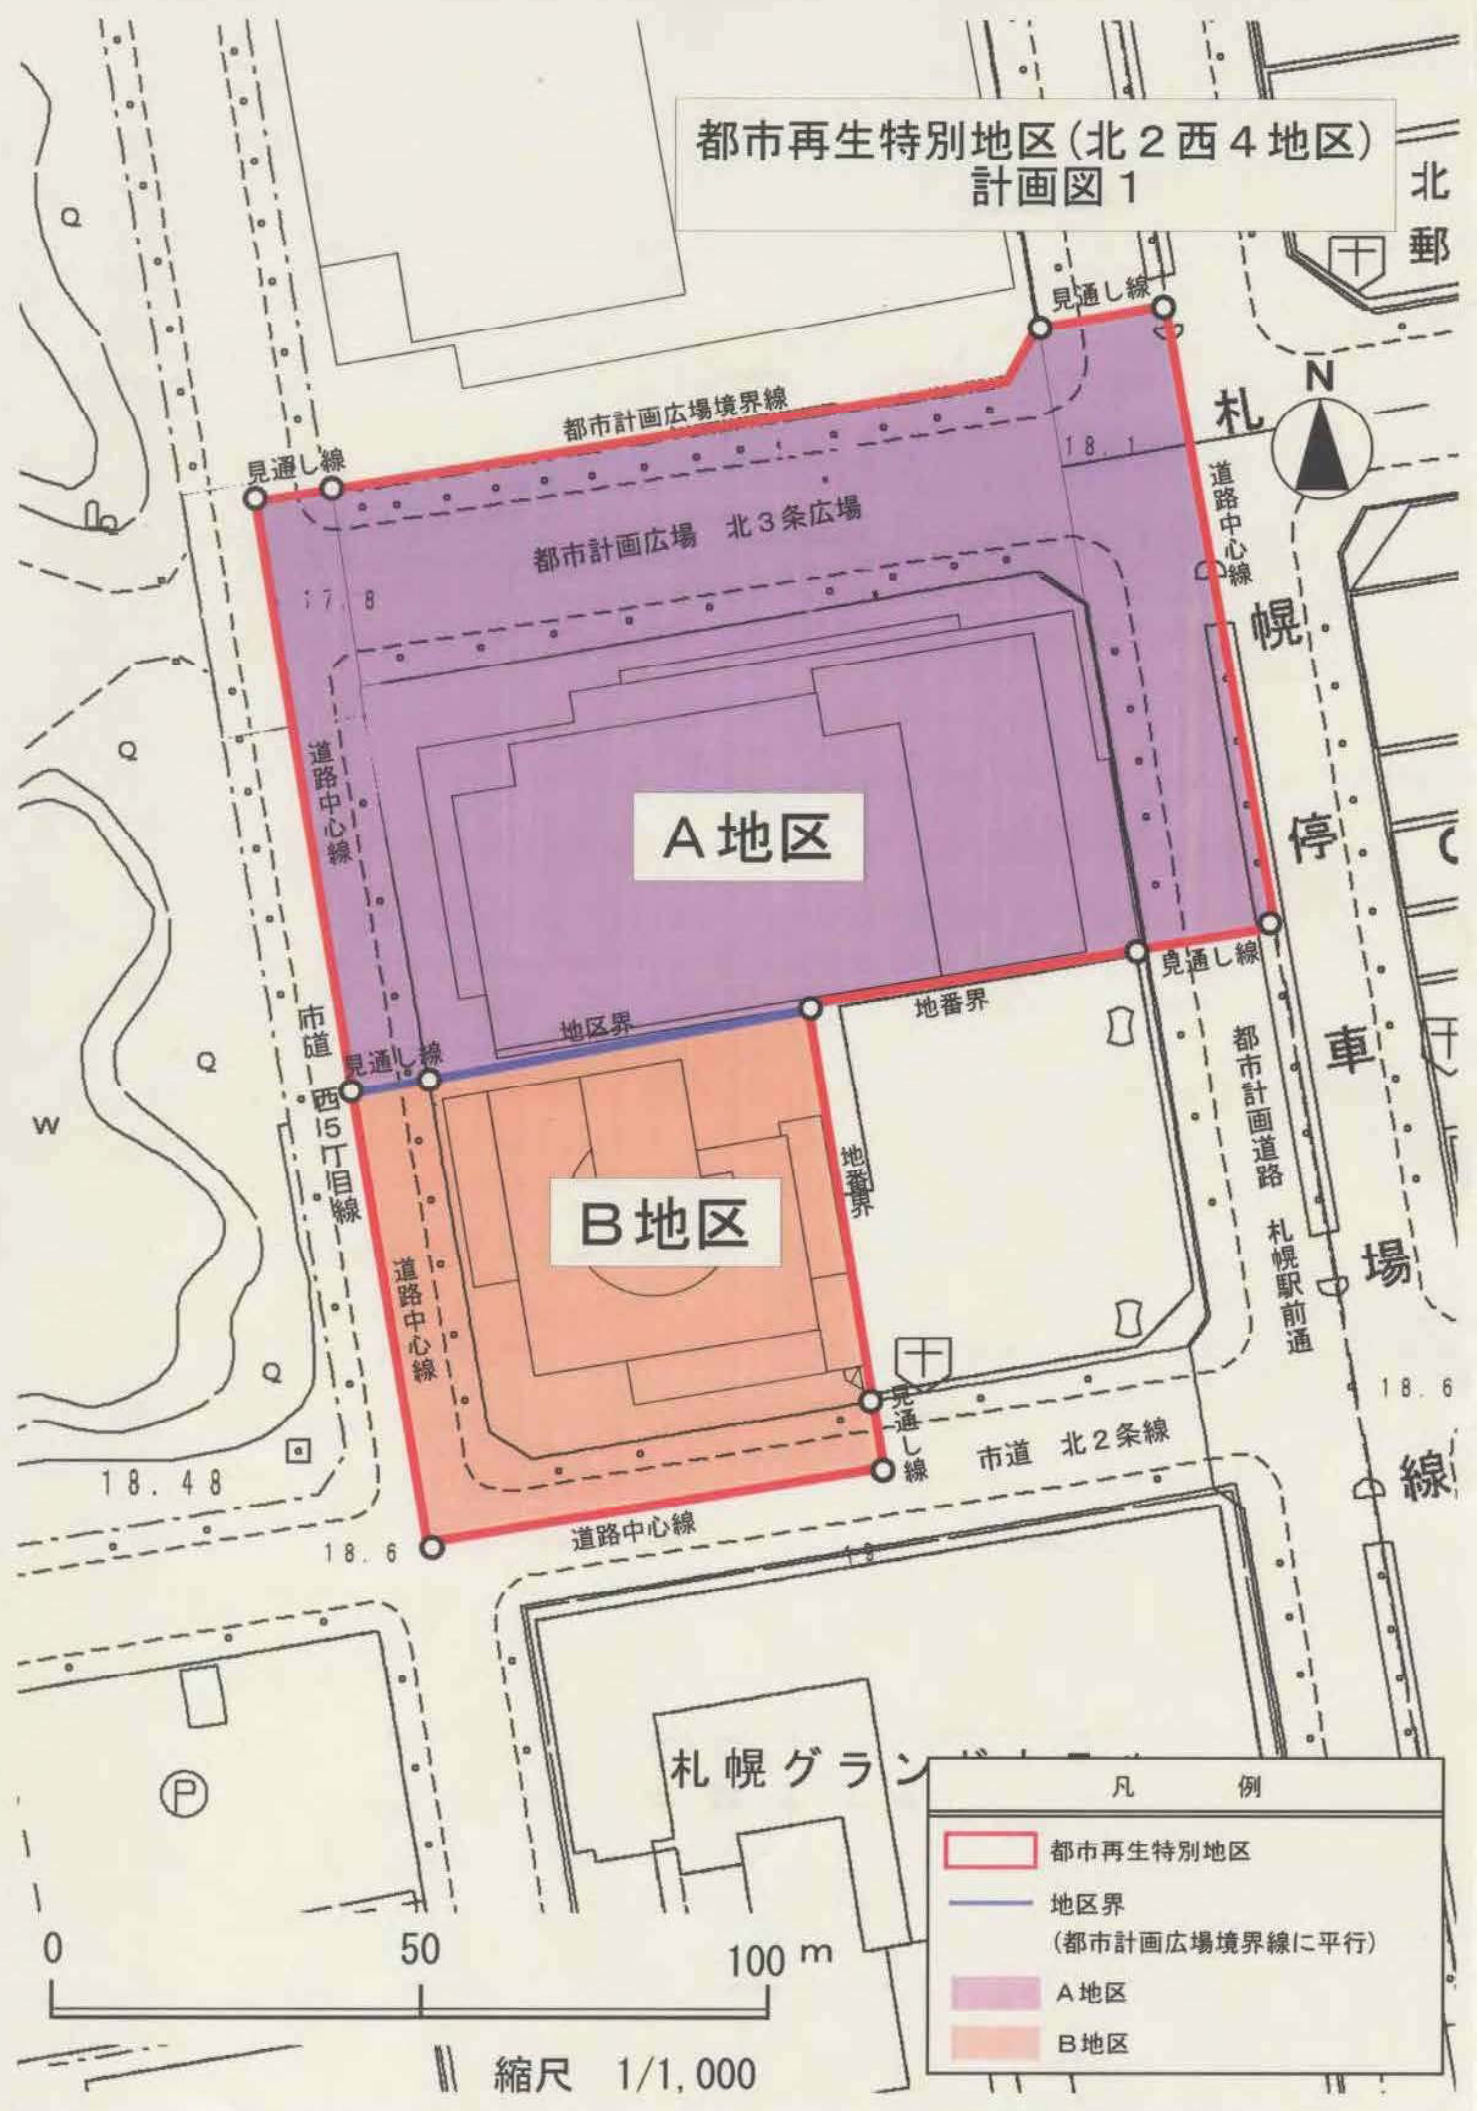 都市再生特別地区(北2西4地区)
計画図1
北
郵
Q
見通し線
N
札
都市計画広場境界線
18.1
見通し線
道路中心線
都市計画広場 北3条広場
17.8
幌
Q
道路中心線
A地区
停
見通し線
地番界
市道 西5丁目線
地区界
見通し線
都市計画道路 札幌駅前通
車
Q
W
地番界
B地区
場
道路中心線
Q
見通し線
18.6
市道 北2条線
18.48
線
道路中心線
18.6
19
P
札幌グラン
凡例
都市再生特別地区
地区界
(都市計画広場境界線に平行)
A地区
B地区
0 50 100 m
縮尺 1/1,000